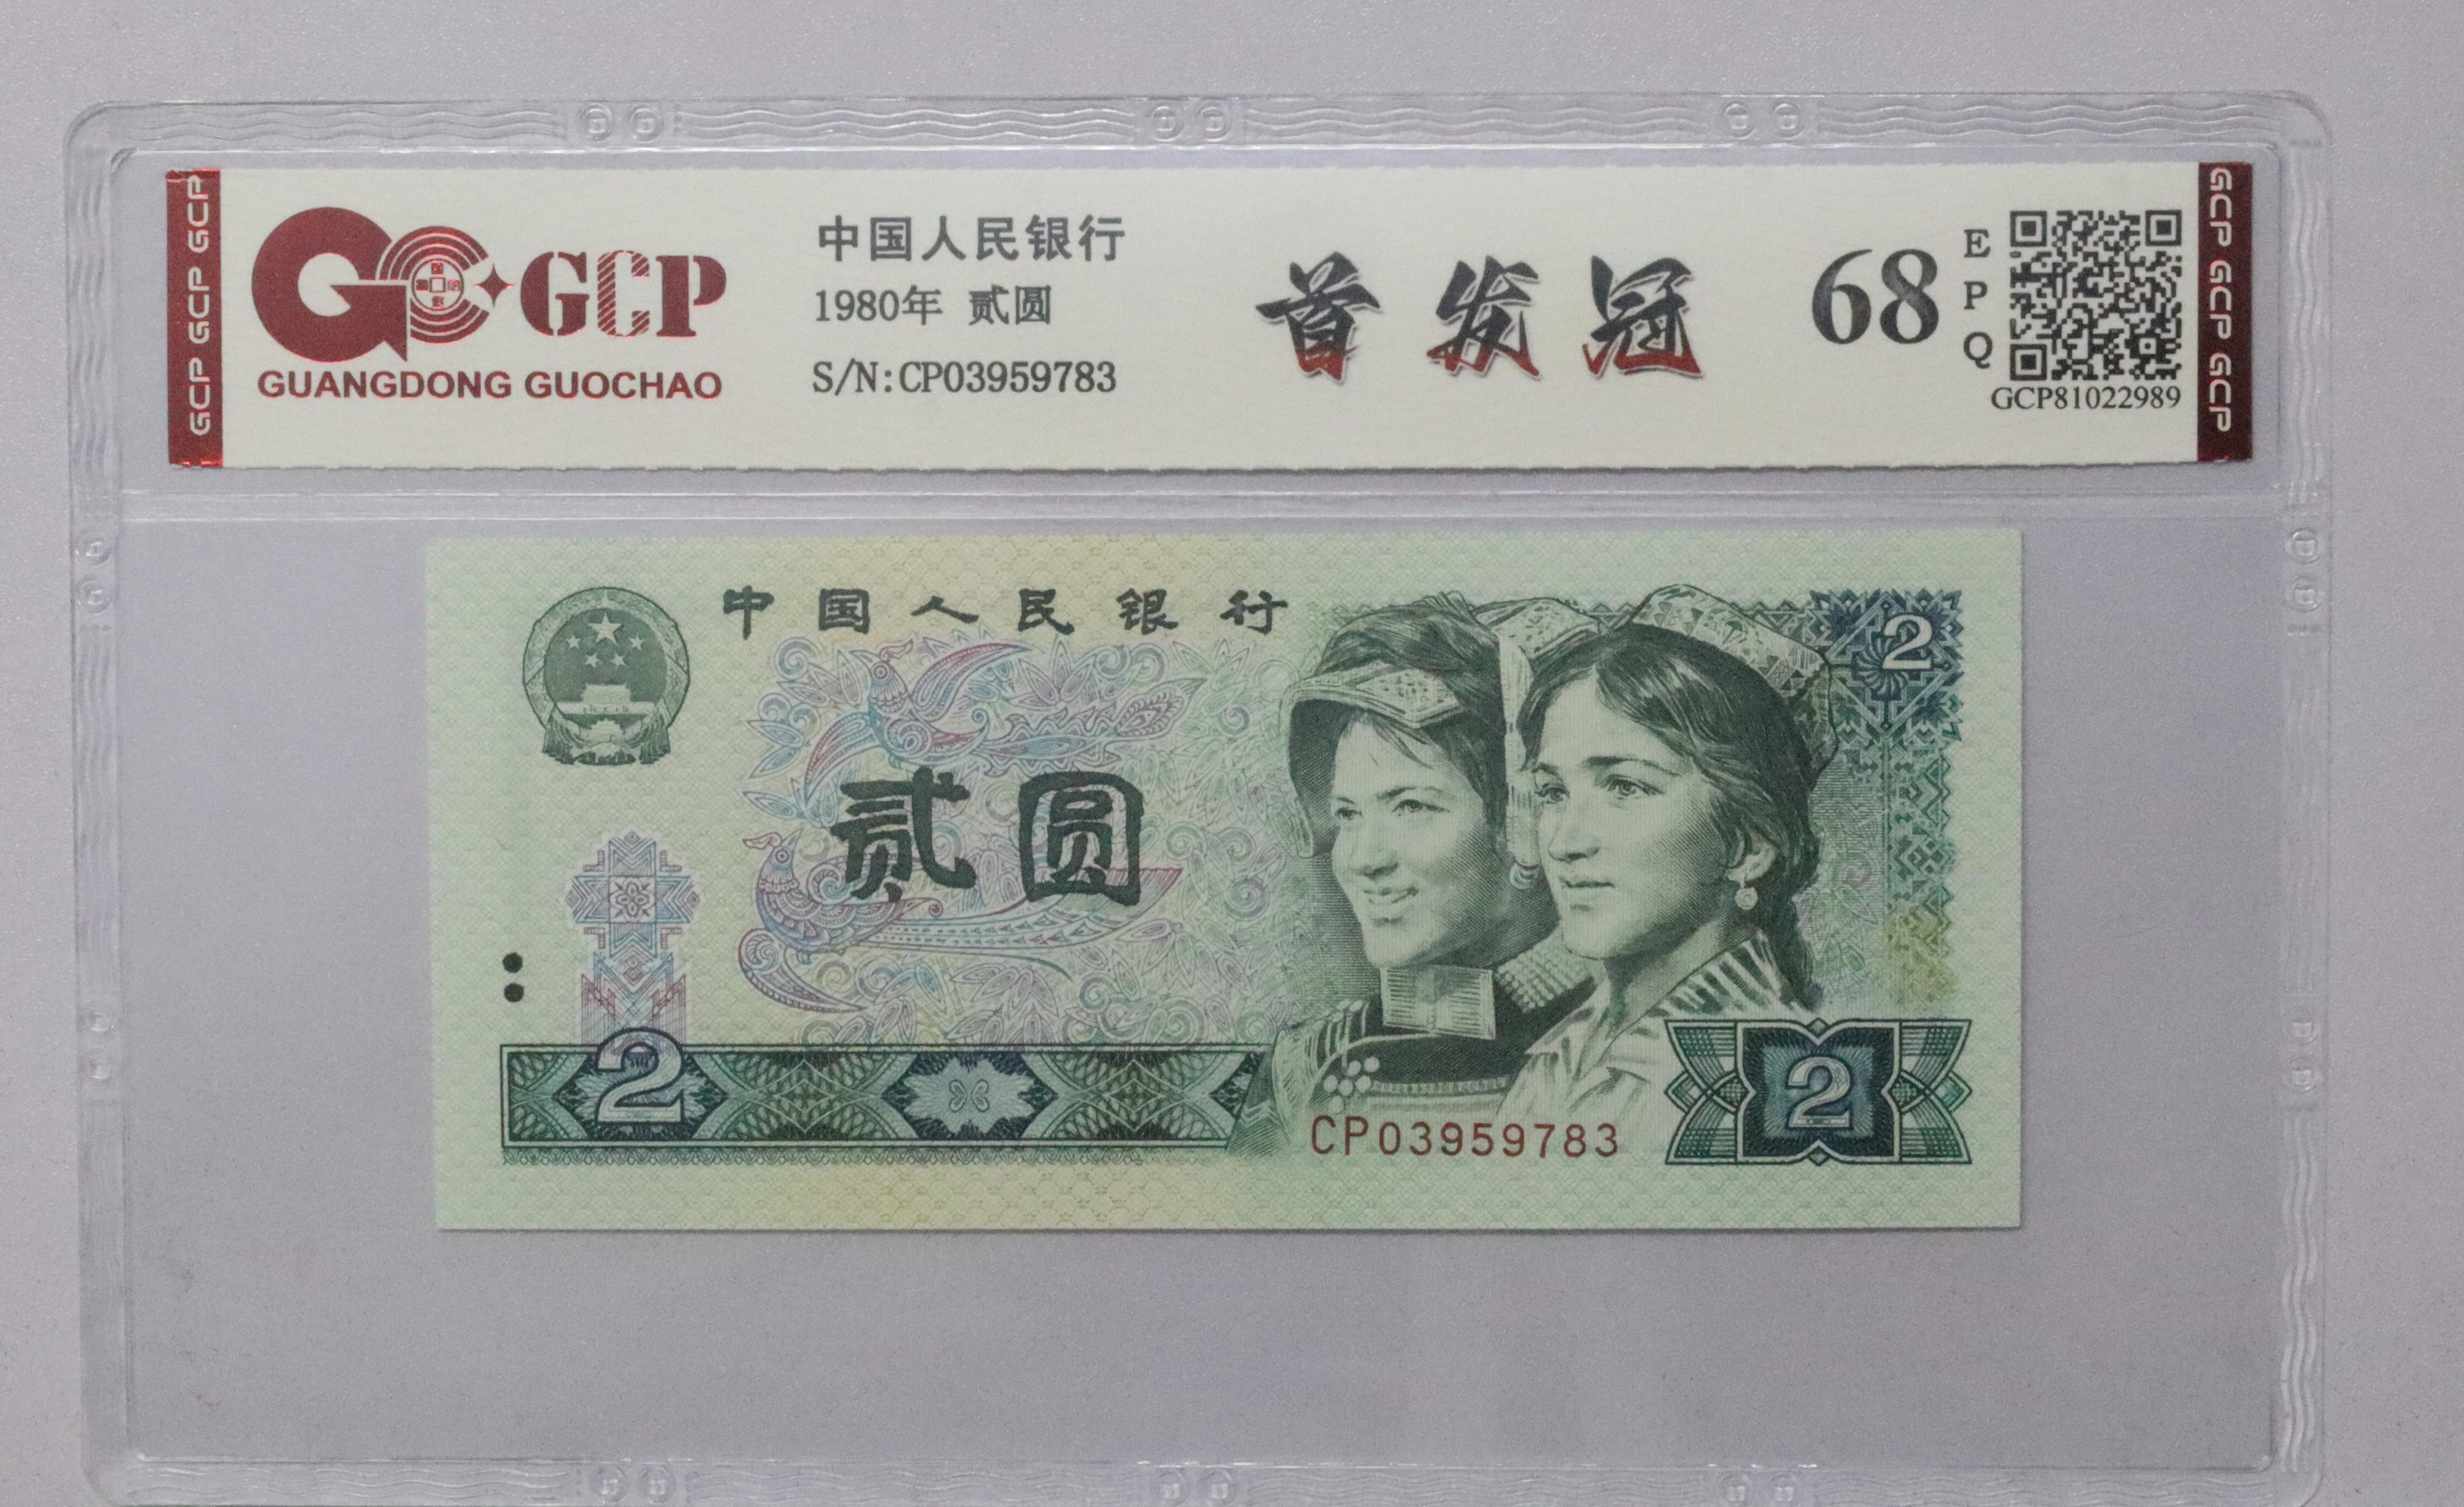 GCP GCP GCP
GCP
GUANGDONG GUOCHAO
中国人民银行
1980年 贰圆
S/N:CP03959783
首发冠
68
EPQ
GCP81022989
GCP GCP GCP
中国人民银行
2
贰圆
2
CP03959783
2